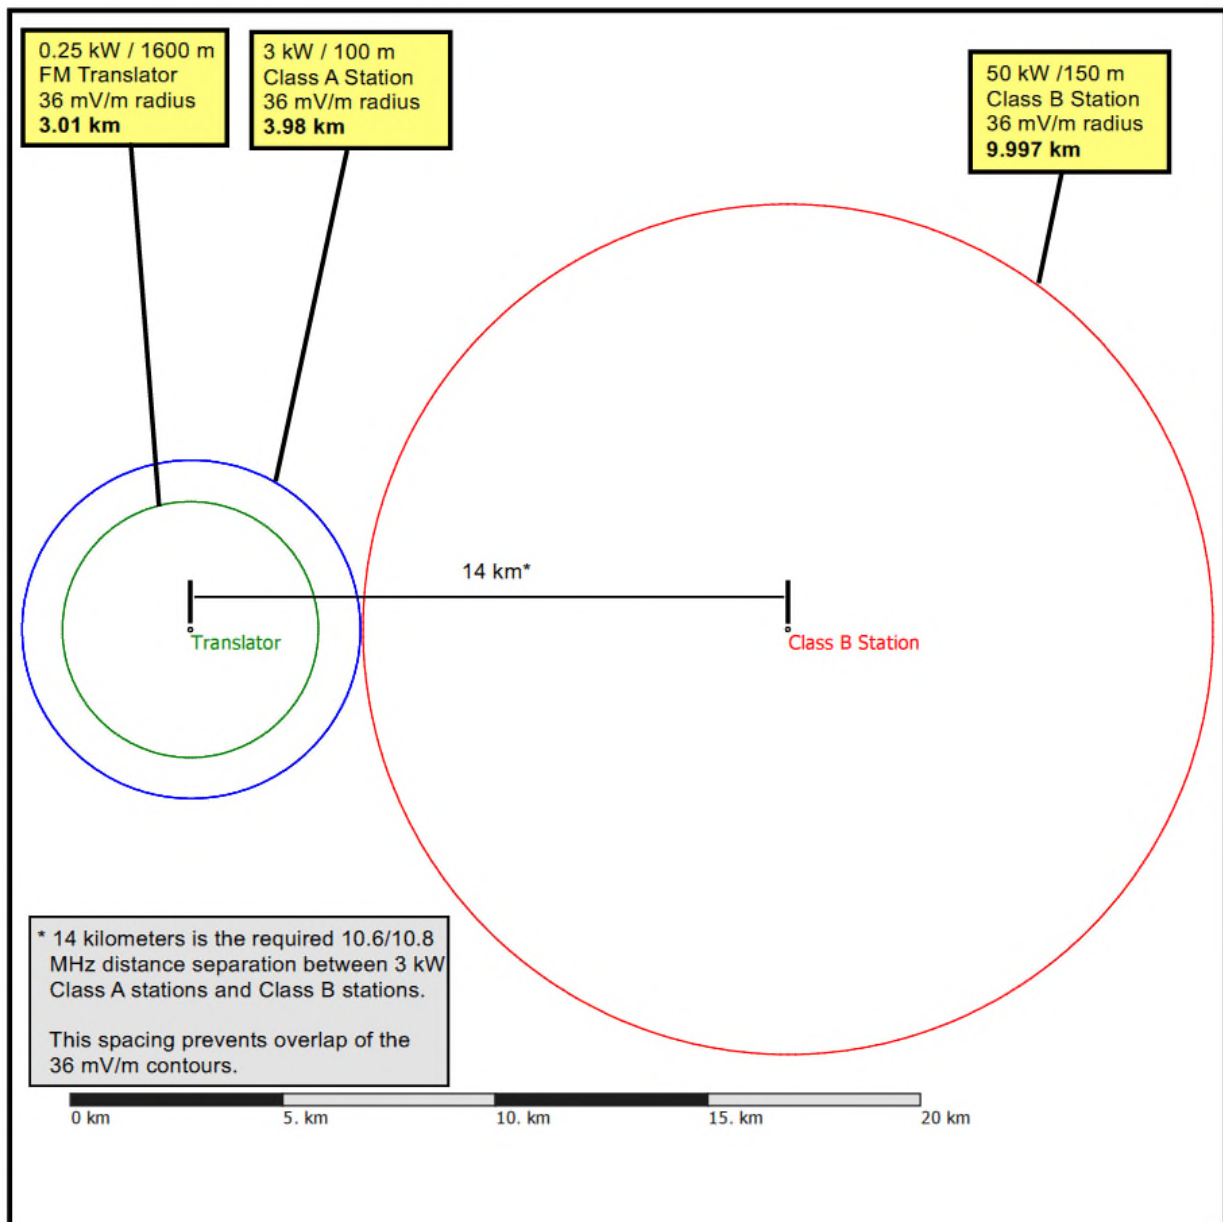 0.25 kW / 1600 m
FM Translator
36 mV/m radius
3.01 km
3 kW / 100 m
Class A Station
36 mV/m radius
3.98 km
50 kW /150 m
Class B Station
36 mV/m radius
9.997 km
14 km*
Translator
Class B Station
* 14 kilometers is the required 10.6/10.8
MHz distance separation between 3 kW
Class A stations and Class B stations.
This spacing prevents overlap of the
36 mV/m contours.
0 km
5. km
10. km
15. km
20 km